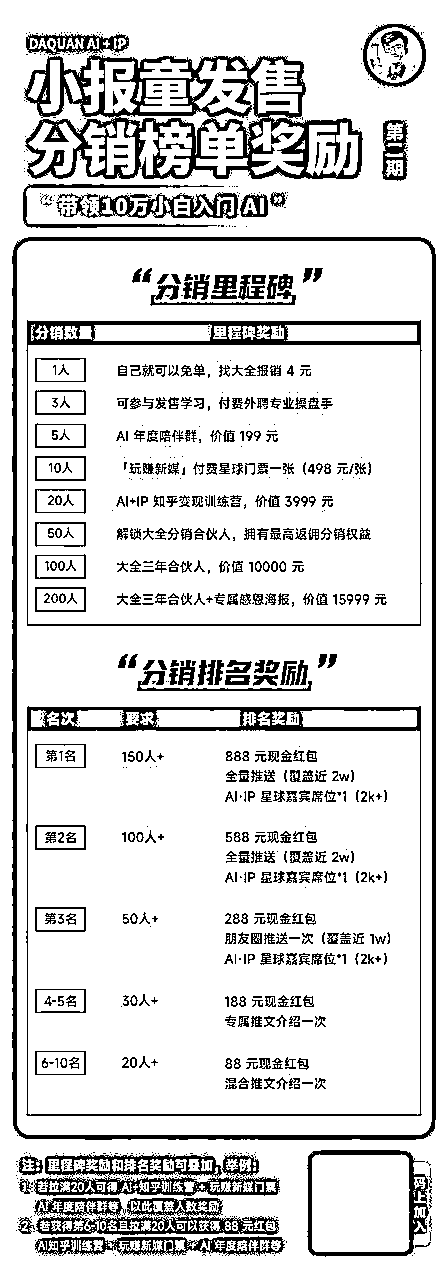 DAQUAN AI+IP
小报童发售
分销榜单奖励
第二期
“带领10万小白入门 AI”
“分销里程碑”
分销数量 里程碑奖励
1人 自己就可以免单，找大全报销 4 元
3人 可参与发售学习，付费外聘专业操盘手
5人 AI 年度陪伴群，价值 199 元
10人 「玩赚新媒」付费星球门票一张（498 元/张）
20人 AI+IP 知乎变现训练营，价值 3999 元
50人 解锁大全分销合伙人，拥有最高返佣分销权益
100人 大全三年合伙人，价值 10000 元
200人 大全三年合伙人+专属感恩海报，价值 15999 元
“分销排名奖励”
名次 要求 排名奖励
第1名 150人+ 888 元现金红包
全量推送（覆盖近 2w）
AI·IP 星球嘉宾席位*1（2k+）
第2名 100人+ 588 元现金红包
全量推送（覆盖近 2w）
AI·IP 星球嘉宾席位*1（2k+）
第3名 50人+ 288 元现金红包
朋友圈推送一次（覆盖近 1w）
AI·IP 星球嘉宾席位*1（2k+）
4-5名 30人+ 188 元现金红包
专属推文介绍一次
6-10名 20人+ 88 元现金红包
混合推文介绍一次
注：里程碑奖励和排名奖励可叠加，举例：
1、若拉满20人可得 AI+知乎训练营 + 玩赚新媒门票
AI 年度陪伴群等，以此覆盖人数奖励
2、若获得第6-10名且拉满20人可以获得 88 元红包
AI知乎训练营 + 玩赚新媒门票 + AI 年度陪伴群等
码上加入